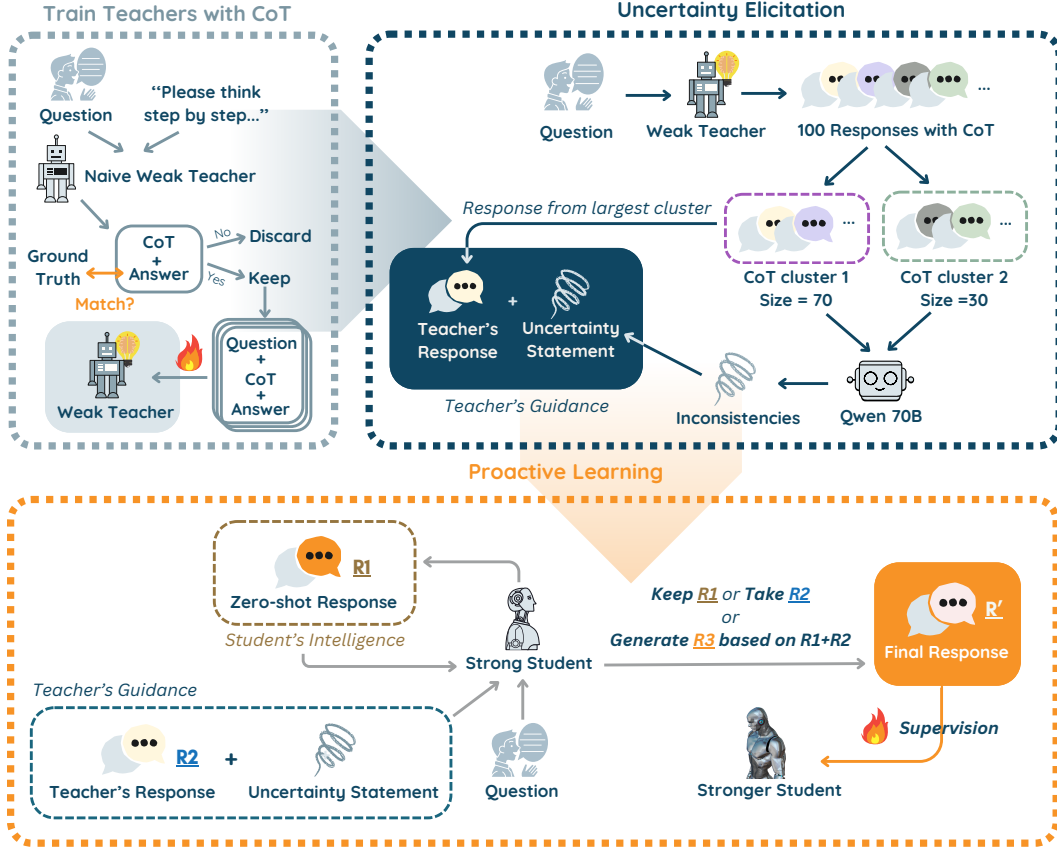 Train Teachers with CoT
Question
“Please think
step by step...”
Naive Weak Teacher
CoT
+
Answer
No
Discard
Yes
Keep
Ground
Truth
Match?
Question
+
CoT
+
Answer
Weak Teacher
Uncertainty Elicitation
Question
Weak Teacher
100 Responses with CoT
...
Response from largest cluster
...
...
CoT cluster 1
Size = 70
CoT cluster 2
Size =30
Teacher's
Response
+
Uncertainty
Statement
Teacher's Guidance
Inconsistencies
Qwen 70B
Proactive Learning
R1
Zero-shot Response
Student's Intelligence
Strong Student
Keep R1 or Take R2
or
Generate R3 based on R1+R2
R'
Final Response
Teacher's Guidance
R2
+
Teacher's Response
Uncertainty Statement
Question
Supervision
Stronger Student